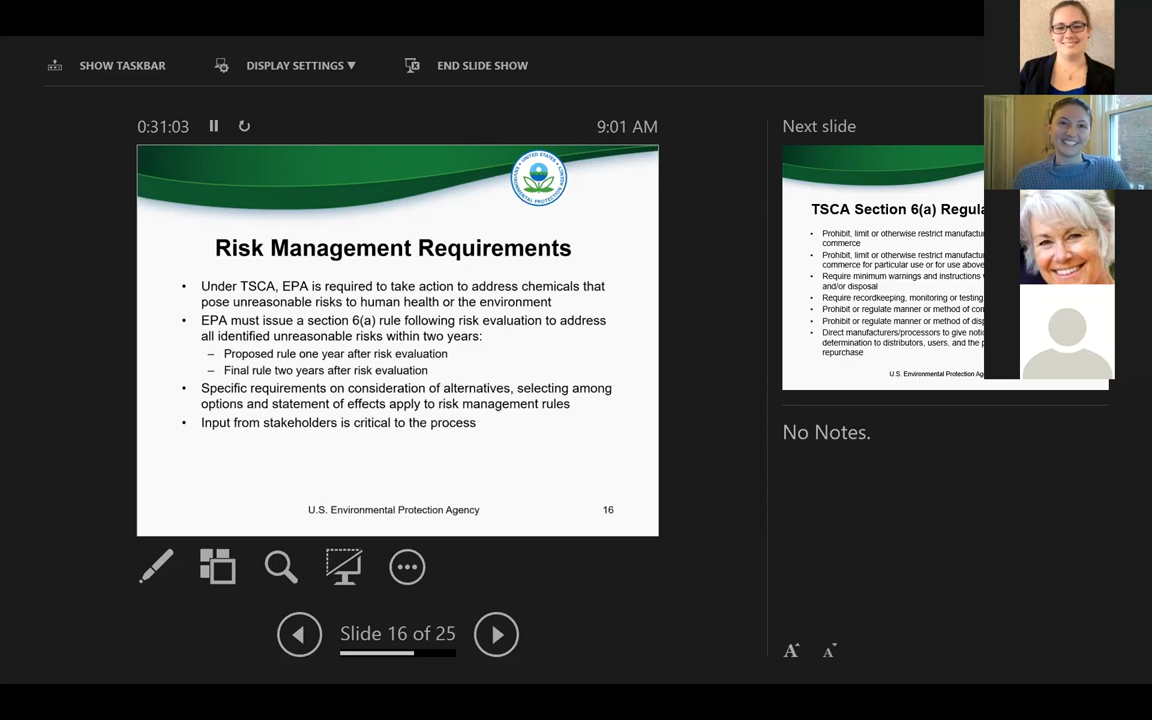 SHOW TASKBAR
DISPLAY SETTINGS ▼
END SLIDE SHOW
0:31:03
9:01 AM
UNITED STATES
ENVIRONMENTAL PROTECTION AGENCY
Risk Management Requirements
• Under TSCA, EPA is required to take action to address chemicals that
pose unreasonable risks to human health or the environment
• EPA must issue a section 6(a) rule following risk evaluation to address
all identified unreasonable risks within two years:
– Proposed rule one year after risk evaluation
– Final rule two years after risk evaluation
• Specific requirements on consideration of alternatives, selecting among
options and statement of effects apply to risk management rules
• Input from stakeholders is critical to the process
U.S. Environmental Protection Agency
16
Slide 16 of 25
Next slide
TSCA Section 6(a) Regula
• Prohibit, limit or otherwise restrict manufactur
commerce
• Prohibit, limit or otherwise restrict manufactur
commerce for particular use or for use above
• Require minimum warnings and instructions
and/or disposal
• Require recordkeeping, monitoring or testing
• Prohibit or regulate manner or method of con
• Prohibit or regulate manner or method of dis
• Direct manufacturers/processors to give noti
determination to distributors, users, and the p
repurchase
U.S. Environmental Protection Age
No Notes.
A A